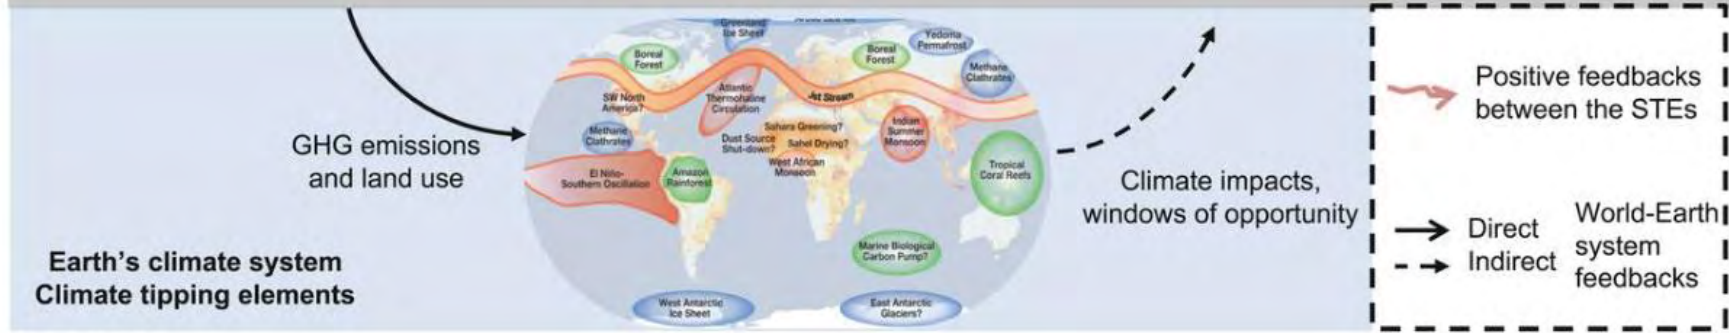 Greenland
Ice Sheet
Boreal
Forest
Boreal
Forest
Yedoma
Permafrost
Methane
Clathrates
SW North
America?
Atlantic
Thermohaline
Circulation
Jet Stream
Methane
Clathrates
Sahara Greening?
Dust Source
Shut-down?
Sahel Drying?
Indian
Summer
Monsoon
West African
Monsoon
El Niño-
Southern Oscillation
Amazon
Rainforest
Tropical
Coral Reefs
Marine Biological
Carbon Pump?
West Antarctic
Ice Sheet
East Antarctic
Glaciers?
GHG emissions
and land use
Earth's climate system
Climate tipping elements
Climate impacts,
windows of opportunity
Positive feedbacks
between the STEs
Direct
Indirect
World-Earth
system
feedbacks